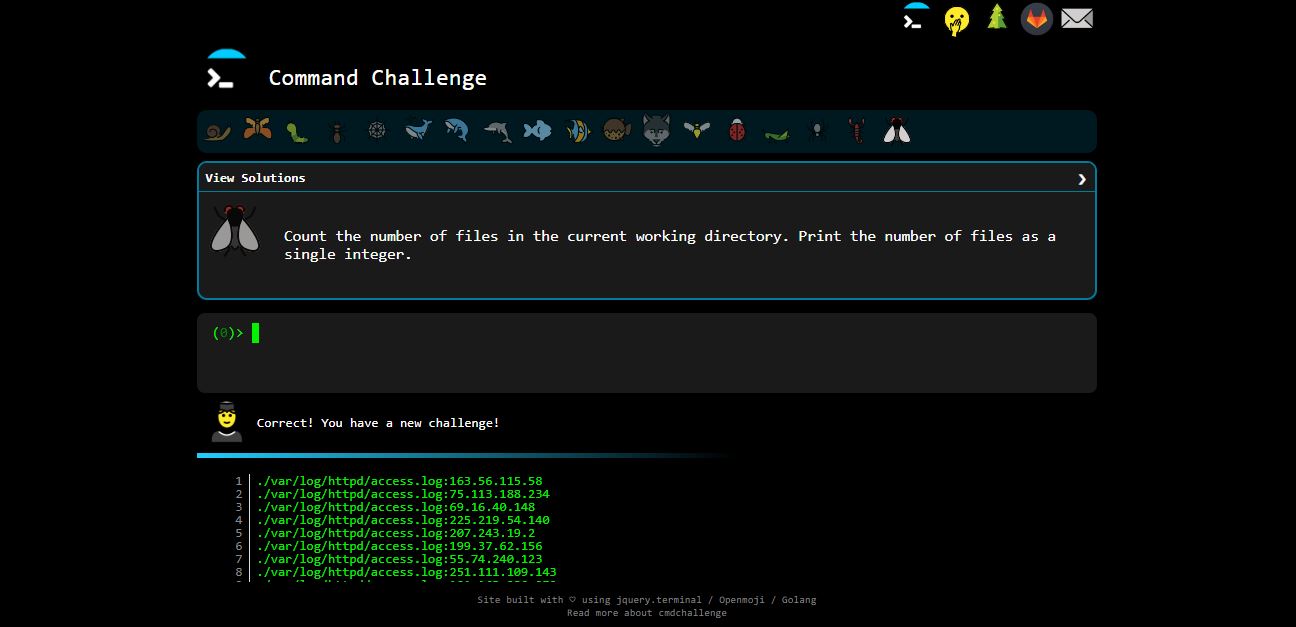 Command Challenge
View Solutions
Count the number of files in the current working directory. Print the number of files as a
single integer.
(0)>
Correct! You have a new challenge!
1 ./var/log/httpd/access.log:163.56.115.58
2 ./var/log/httpd/access.log:75.113.188.234
3 ./var/log/httpd/access.log:69.16.40.148
4 ./var/log/httpd/access.log:225.219.54.140
5 ./var/log/httpd/access.log:207.243.19.2
6 ./var/log/httpd/access.log:199.37.62.156
7 ./var/log/httpd/access.log:55.74.240.123
8 ./var/log/httpd/access.log:251.111.109.143
Site built with ♡ using jquery.terminal / Openmoji / Golang
Read more about cmdchallenge